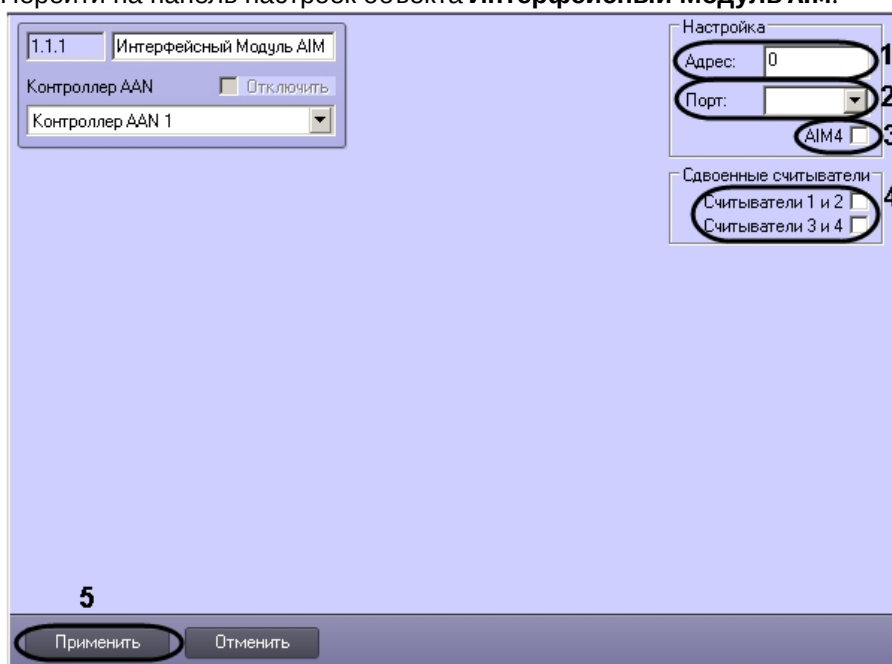 Перейти на панель настроек объекта Интерфейсный Модуль AIM.
1.1.1 Интерфейсный Модуль AIM
Контроллер AAN Отключить
Контроллер AAN 1
Настройка
Адрес: 0 1
Порт: 2
AIM4 3
Сдвоенные считыватели
Считыватели 1 и 2 4
Считыватели 3 и 4
5
Применить Отменить